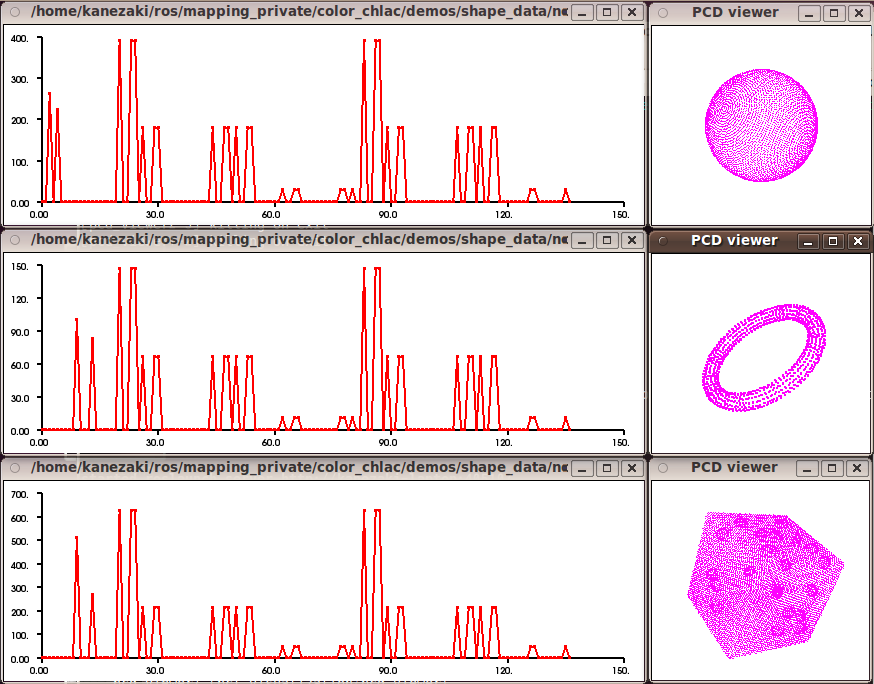 /home/kanezaki/ros/mapping_private/color_chlac/demos/shape_data/n
PCD viewer
400.
300.
200.
100.
0.00
0.00 30.0 60.0 90.0 120. 150.
/home/kanezaki/ros/mapping_private/color_chlac/demos/shape_data/n
PCD viewer
150.
120.
90.0
60.0
30.0
0.00
0.00 30.0 60.0 90.0 120. 150.
/home/kanezaki/ros/mapping_private/color_chlac/demos/shape_data/n
PCD viewer
700.
600.
500.
400.
300.
200.
100.
0.00
0.00 30.0 60.0 90.0 120. 150.